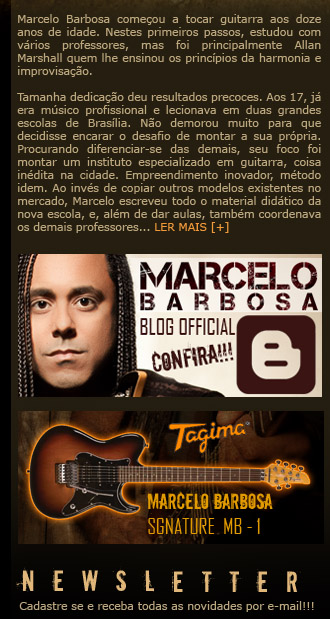 Marcelo Barbosa começou a tocar guitarra aos doze
anos de idade. Nestes primeiros passos, estudou com
vários professores, mas foi principalmente Allan
Marshall quem lhe ensinou os princípios da harmonia e
improvisação.
Tamanha dedicação deu resultados precoces. Aos 17, já
era músico profissional e lecionava em duas grandes
escolas de Brasília. Não demorou muito para que
decidisse encarar o desafio de montar a sua própria.
Procurando diferenciar-se das demais, seu foco foi
montar um instituto especializado em guitarra, coisa
inédita na cidade. Empreendimento inovador, método
idem. Ao invés de copiar outros modelos existentes no
mercado, Marcelo escreveu todo o material didático da
nova escola, e, além de dar aulas, também coordenava
os demais professores... LER MAIS [+]
MARCELO
BARBOSA
BLOG OFFICIAL
CONFIRA!!!
Tagima
MARCELO BARBOSA
SGNATURE MB - 1
NEWSLETTER
Cadastre se e receba todas as novidades por e-mail!!!